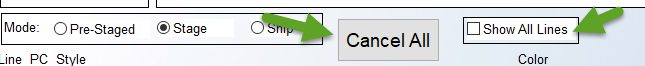 Mode: Pre-Staged Stage Ship Cancel All Show All Lines
Line PC Style Color